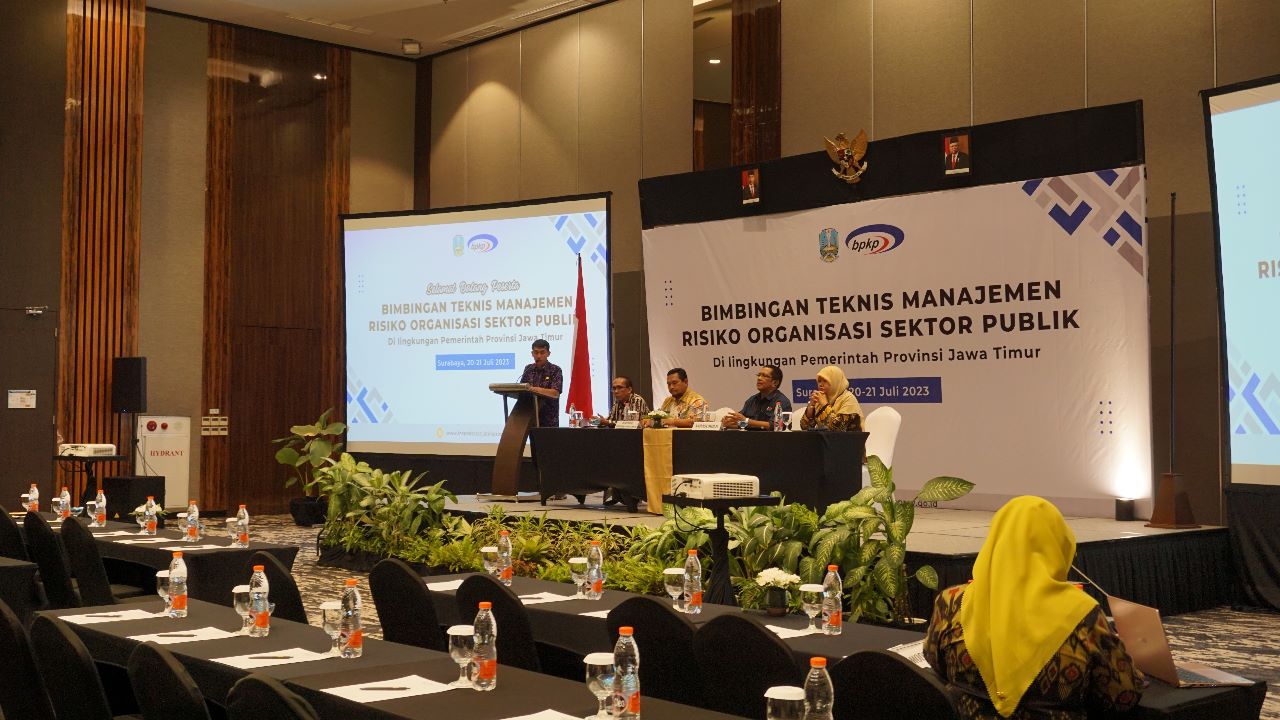 bpkp
Selamat Datang Peserta
BIMBINGAN TEKNIS MANAJEMEN
RISIKO ORGANISASI SEKTOR PUBLIK
Di lingkungan Pemerintah Provinsi Jawa Timur
Surabaya, 20-21 Juli 2023
bpkp
BIMBINGAN TEKNIS MANAJEMEN
RISIKO ORGANISASI SEKTOR PUBLIK
Di lingkungan Pemerintah Provinsi Jawa Timur
20-21 Juli 2023
HYDRANT